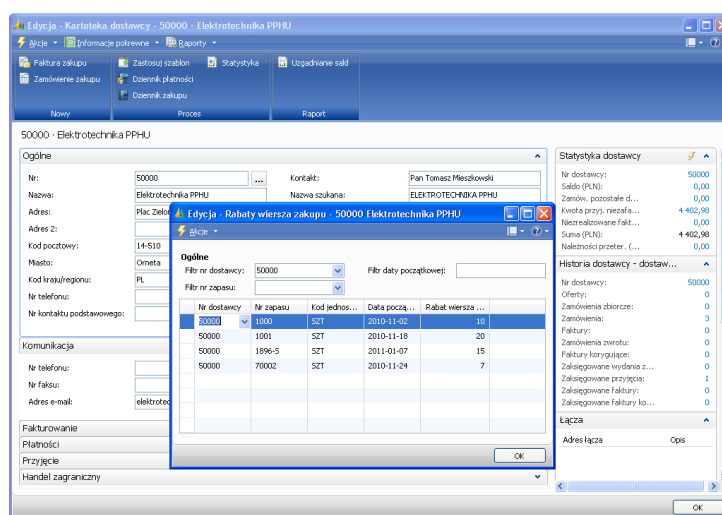 Edycja - Kartoteka dostawcy - 50000 - Elektrotechnika PPHU
Akcje Informacje pokrewne Raporty
Faktura zakupu Zastosuj szablon Statystyka Uzgadnianie sald
Zamówienie zakupu Dziennik płatności
Dziennik zakupu
Nowy Proces Raport
50000 · Elektrotechnika PPHU
Ogólne
Nr: 50000 ... Kontakt: Pan Tomasz Mleszkowski
Nazwa: Elektrotechnika PPHU Nazwa szukana: ELEKTROTECHNIKA PPHU
Adres: Plac Zielon
Adres 2:
Kod pocztowy: 14-510
Miasto: Orneta
Kod kraju/regionu: PL
Nr telefonu:
Nr kontaktu podstawowego:
Komunikacja
Nr telefonu:
Nr faksu:
Adres e-mail: elektrotec
Fakturowanie
Płatności
Przyjęcie
Handel zagraniczny
Edycja - Rabaty wiersza zakupu - 50000 Elektrotechnika PPHU
Akcje
Ogólne
Filtr nr dostawcy: 50000 Filtr daty początkowej:
Filtr nr zapasu:
Nr dostawcy Nr zapasu Kod jednos... Data począ... Rabat wiersza ...
50000 1000 SZT 2010-11-02 10
50000 1001 SZT 2010-11-18 20
50000 1896-S SZT 2011-01-07 15
50000 70002 SZT 2010-11-24 7
OK
Statystyka dostawcy
Nr dostawcy: 50000
Saldo (PLN): 0,00
Zamów. pozostałe d... 0,00
Kwota przyj. niezafa... 4 402,98
Niezrealizowane fakt... 0,00
Suma (PLN): 4 402,98
Należności przeter. (... 0,00
Historia dostawcy - dostaw...
Nr dostawcy: 50000
Oferty: 0
Zamówienia zbiorcze: 0
Zamówienia: 3
Faktury: 0
Zamówienia zwrotu: 0
Faktury korygujące: 0
Zaksięgowane wydania z... 0
Zaksięgowane przyjęcia: 1
Zaksięgowane faktury: 0
Zaksięgowane faktury ko... 0
Łącza
Adres łącza Opis
OK